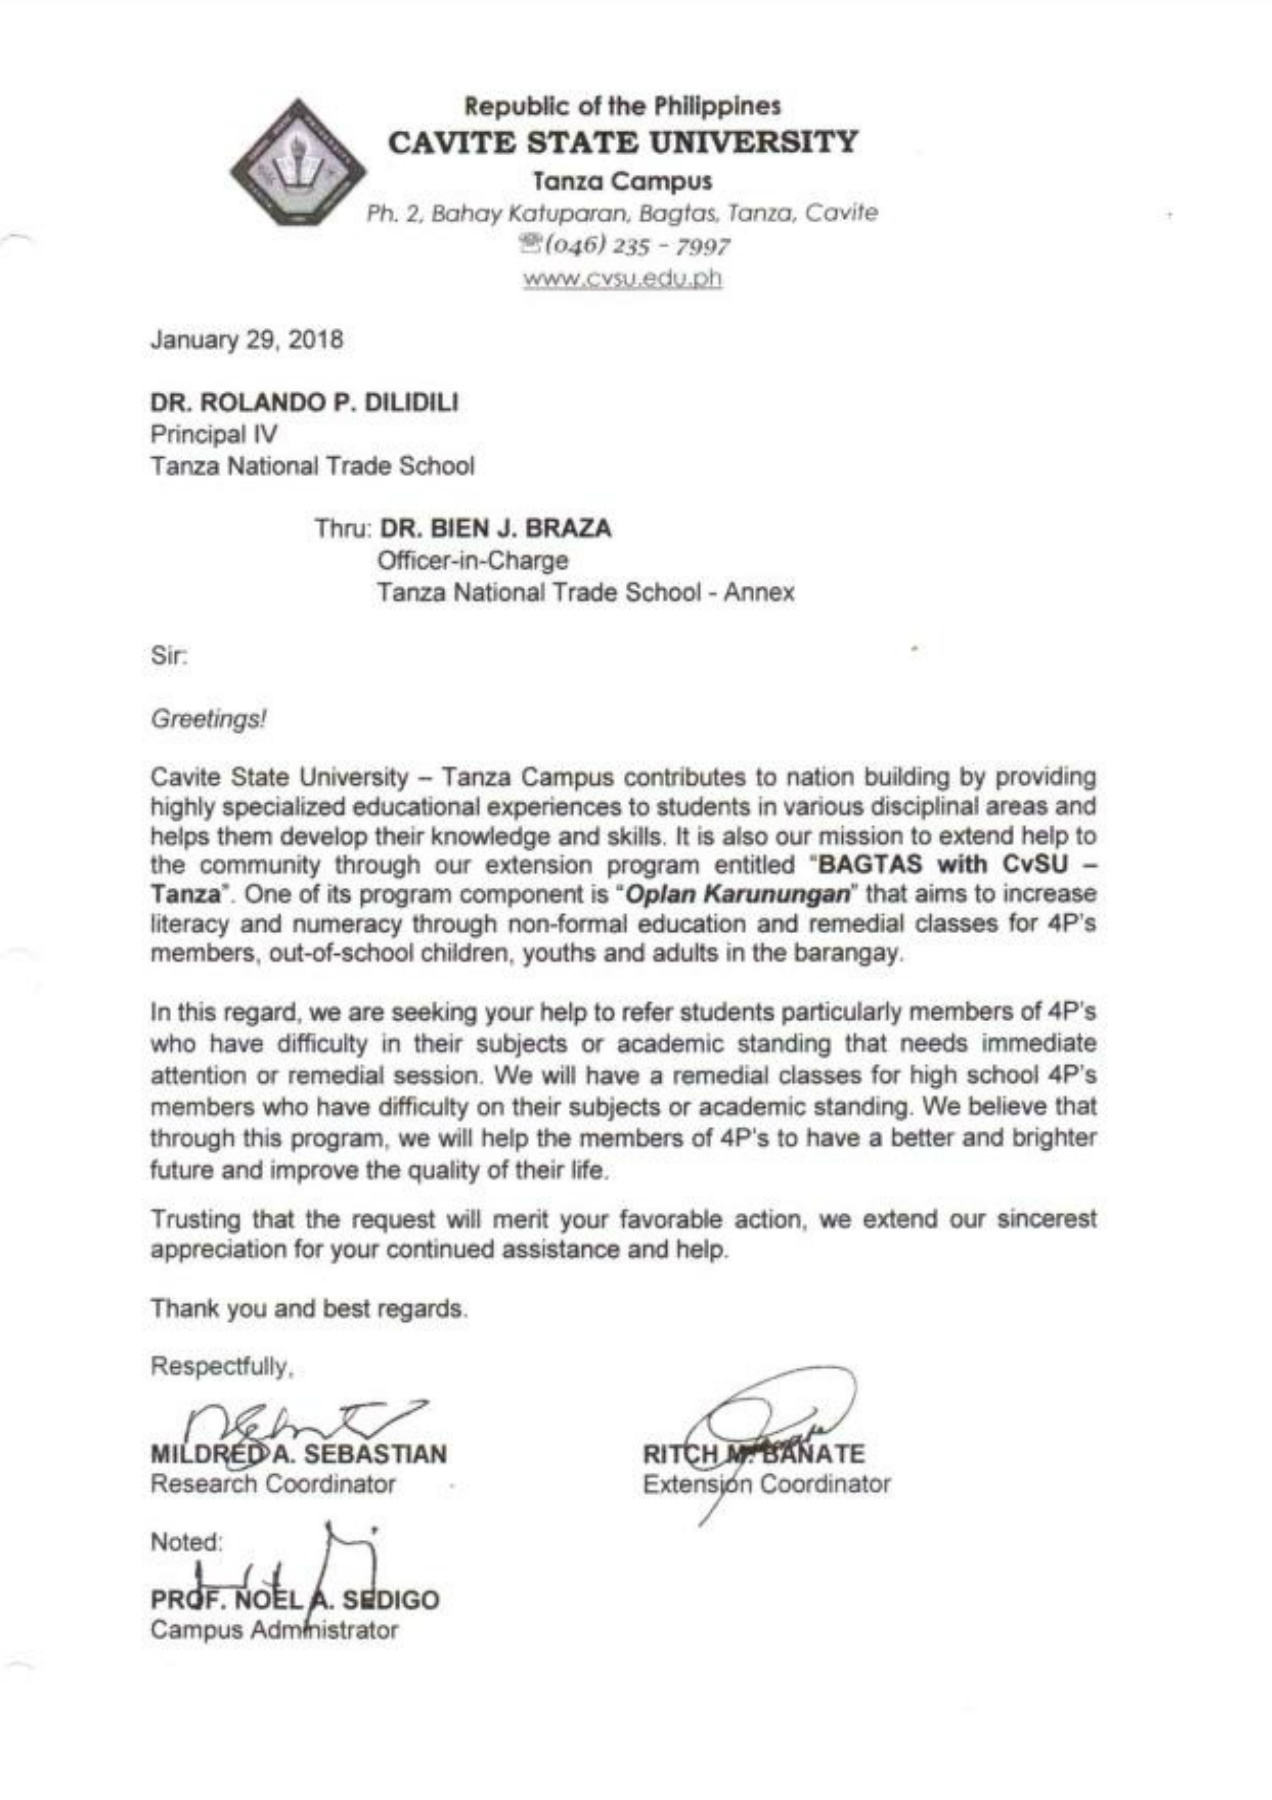 Republic of the Philippines
CAVITE STATE UNIVERSITY
Tanza Campus
Ph. 2, Bahay Katuparan, Bagtas, Tanza, Cavite
☏(046) 235 - 7997
www.cvsu.edu.ph
January 29, 2018
DR. ROLANDO P. DILIDILI
Principal IV
Tanza National Trade School
Thru: DR. BIEN J. BRAZA
Officer-in-Charge
Tanza National Trade School - Annex
Sir:
Greetings!
Cavite State University – Tanza Campus contributes to nation building by providing
highly specialized educational experiences to students in various disciplinal areas and
helps them develop their knowledge and skills. It is also our mission to extend help to
the community through our extension program entitled "BAGTAS with CvSU –
Tanza". One of its program component is "Oplan Karunungan" that aims to increase
literacy and numeracy through non-formal education and remedial classes for 4P's
members, out-of-school children, youths and adults in the barangay.
In this regard, we are seeking your help to refer students particularly members of 4P's
who have difficulty in their subjects or academic standing that needs immediate
attention or remedial session. We will have a remedial classes for high school 4P's
members who have difficulty on their subjects or academic standing. We believe that
through this program, we will help the members of 4P's to have a better and brighter
future and improve the quality of their life.
Trusting that the request will merit your favorable action, we extend our sincerest
appreciation for your continued assistance and help.
Thank you and best regards.
Respectfully,
MILDRED A. SEBASTIAN
Research Coordinator
RITCH M. BANATE
Extension Coordinator
Noted:
PROF. NOEL A. SEDIGO
Campus Administrator